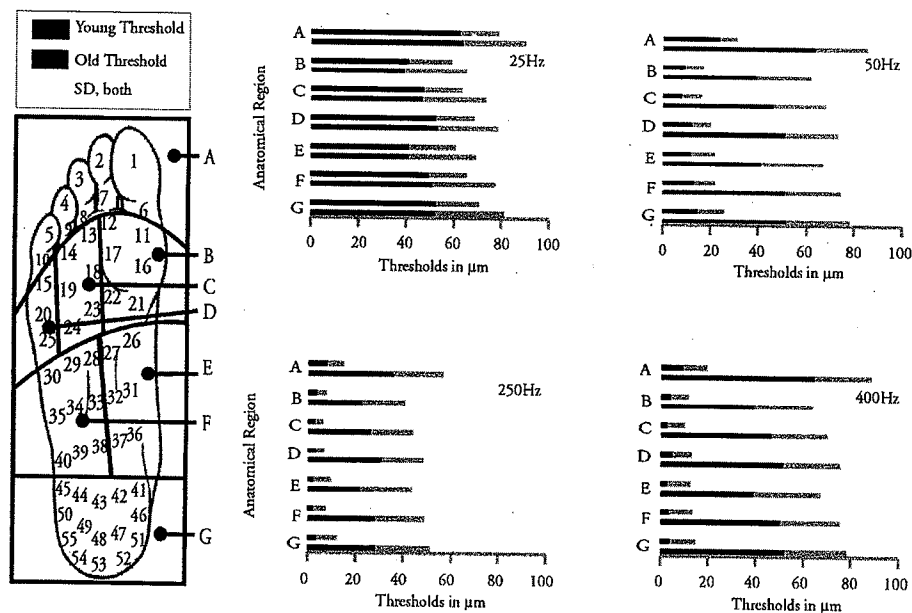 Young Threshold
Old Threshold
SD, both
1
2
3
4
5
6
7
8
9
10
11
12
13
14
15
16
17
18
19
20
21
22
23
24
25
26
27
28
29
30
31
32
33
34
35
36
37
38
39
40
41
42
43
44
45
46
47
48
49
50
51
52
53
54
55
A
B
C
D
E
F
G
25Hz
Anatomical Region
A
B
C
D
E
F
G
0 20 40 60 80 100
Thresholds in μm
50Hz
A
B
C
D
E
F
G
0 20 40 60 80 100
Thresholds in μm
250Hz
Anatomical Region
A
B
C
D
E
F
G
0 20 40 60 80 100
Thresholds in μm
400Hz
A
B
C
D
E
F
G
0 20 40 60 80 100
Thresholds in μm